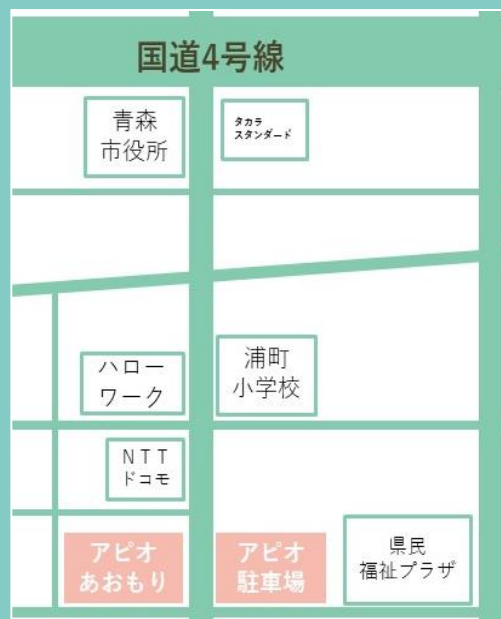 国道4号線
青森
市役所
タカラ
スタンダード
ハロー
ワーク
浦町
小学校
NTT
ドコモ
アピオ
あおもり
アピオ
駐車場
県民
福祉プラザ